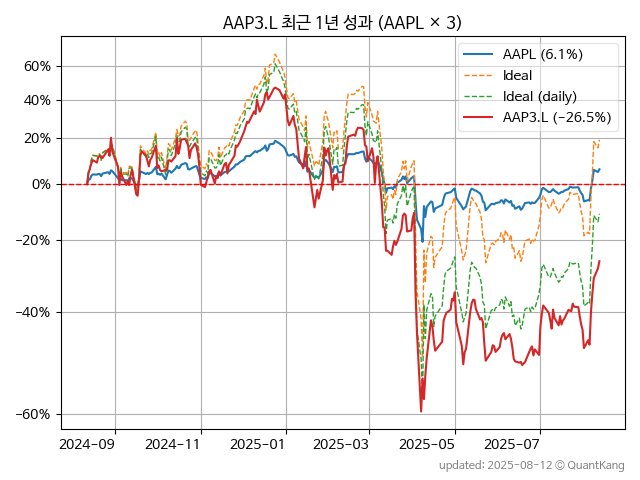 AAP3.L 최근 1년 성과 (AAPL × 3)
AAPL (6.1%)
Ideal
Ideal (daily)
AAP3.L (−26.5%)
60%
40%
20%
0%
−20%
−40%
−60%
2024−09
2024−11
2025−01
2025−03
2025−05
2025−07
updated: 2025-08-12 © QuantKang